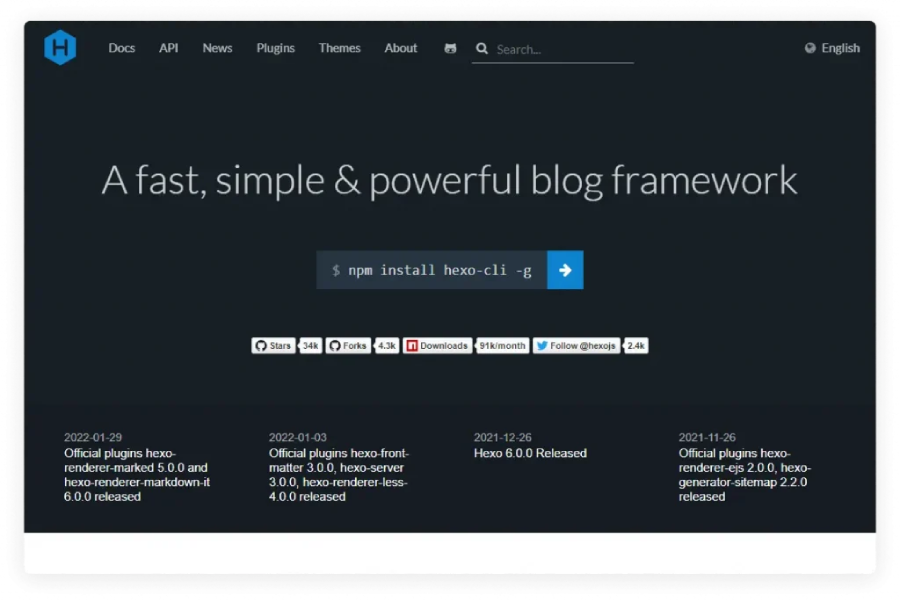 H
Docs API News Plugins Themes About Search... English
A fast, simple & powerful blog framework
$ npm install hexo-cli -g
Stars 34k Forks 4.3k Downloads 91k/month Follow @hexojs 2.4k
2022-01-29
Official plugins hexo-
renderer-marked 5.0.0 and
hexo-renderer-markdown-it
6.0.0 released
2022-01-03
Official plugins hexo-front-
matter 3.0.0, hexo-server
3.0.0, hexo-renderer-less-
4.0.0 released
2021-12-26
Hexo 6.0.0 Released
2021-11-26
Official plugins hexo-
renderer-ejs 2.0.0, hexo-
generator-sitemap 2.2.0
released